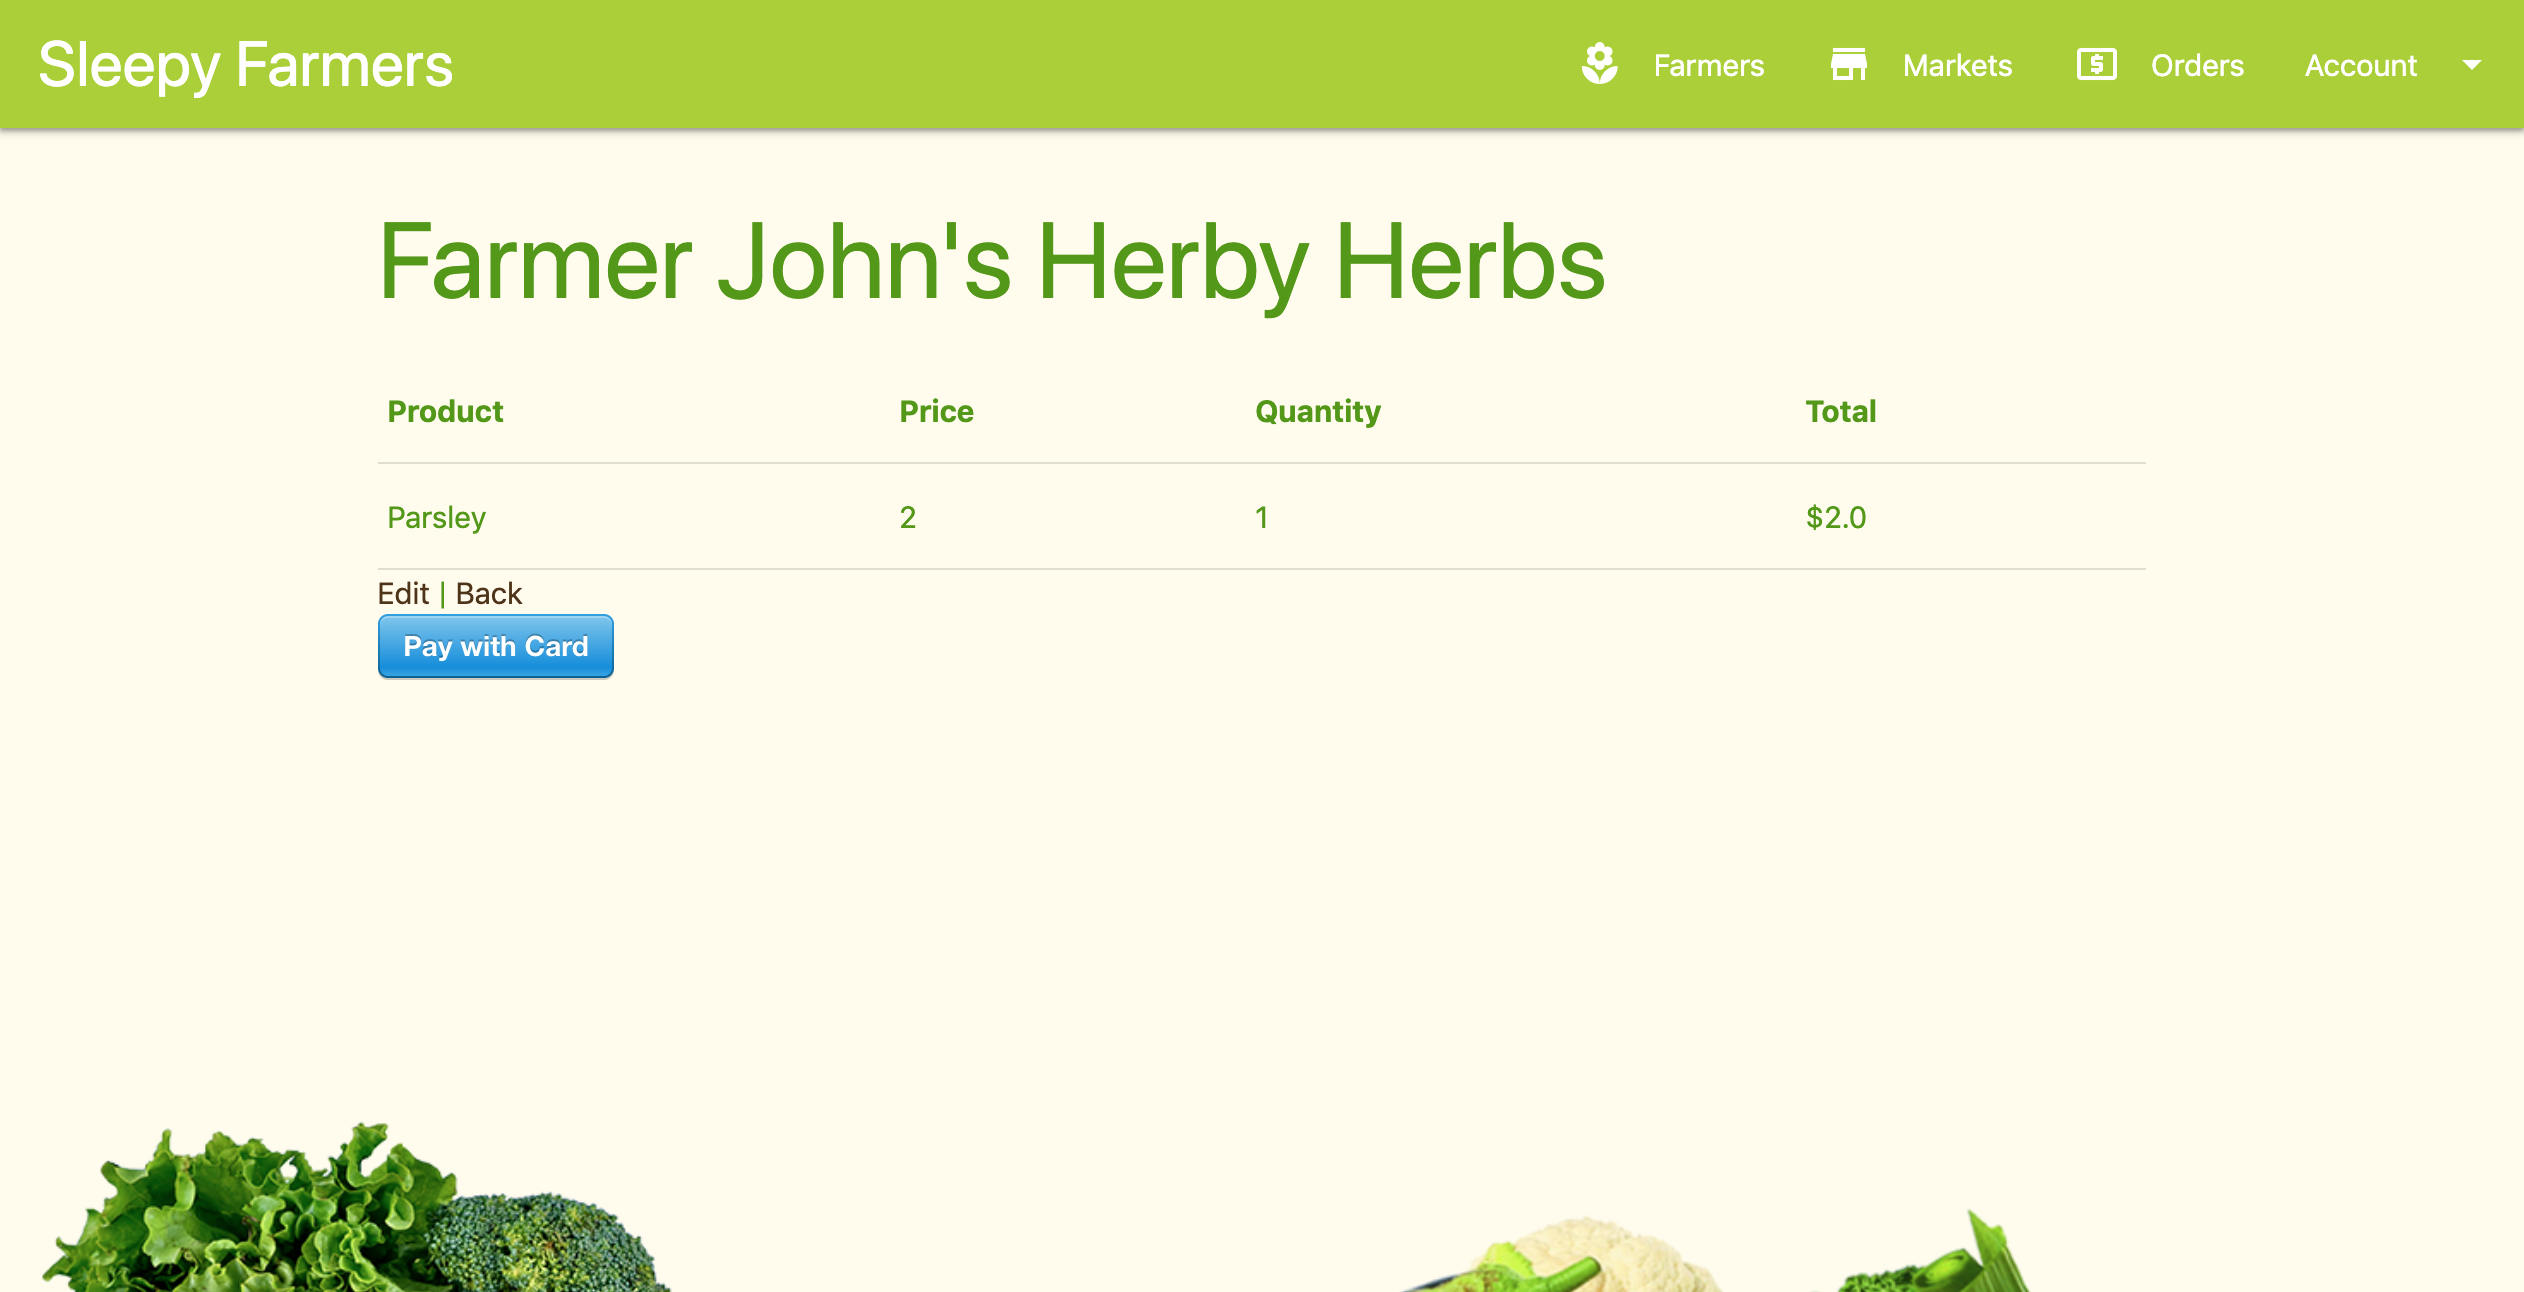 Sleepy Farmers Farmers Markets Orders Account
Farmer John's Herby Herbs
Product Price Quantity Total
Parsley 2 1 $2.0
Edit | Back
Pay with Card